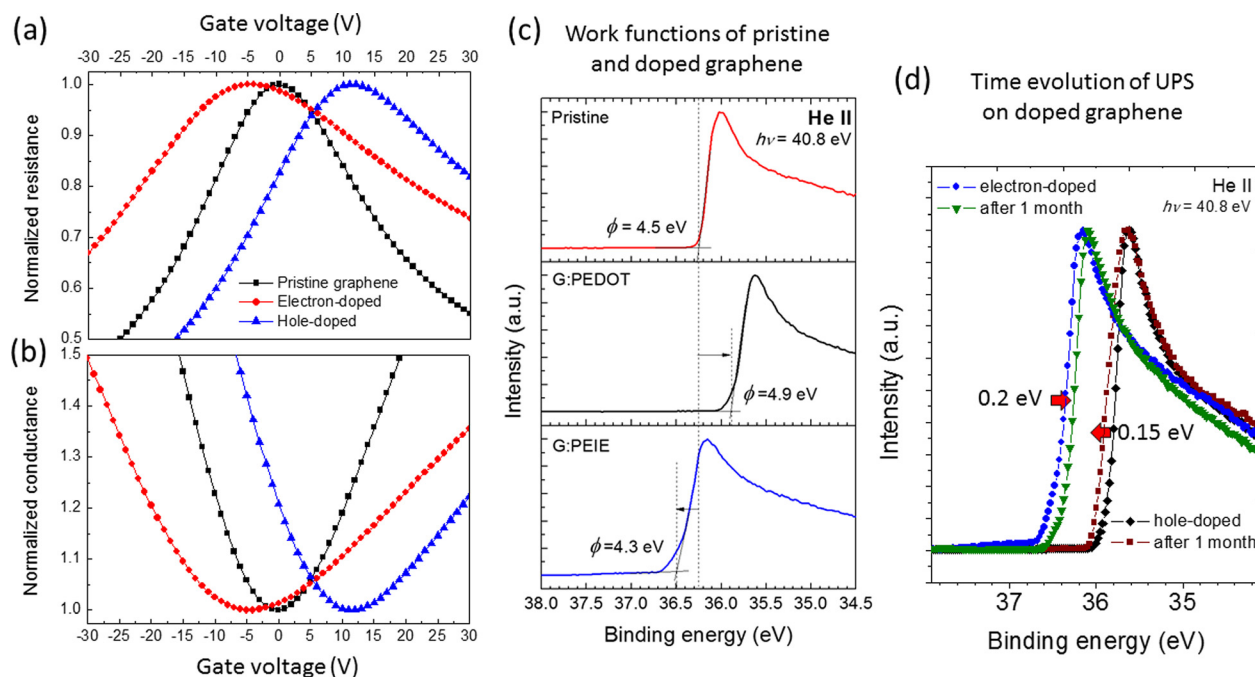 (a)
Gate voltage (V)
-30 -25 -20 -15 -10 -5 0 5 10 15 20 25 30
Normalized resistance
1.0
0.9
0.8
0.7
0.6
0.5
Pristine graphene
Electron-doped
Hole-doped
(b)
Normalized conductance
1.5
1.4
1.3
1.2
1.1
1.0
-30 -25 -20 -15 -10 -5 0 5 10 15 20 25 30
Gate voltage (V)
(c)
Work functions of pristine
and doped graphene
Pristine
He II
hν = 40.8 eV
ϕ = 4.5 eV
G:PEDOT
ϕ =4.9 eV
G:PEIE
ϕ =4.3 eV
Intensity (a.u.)
38.0 37.5 37.0 36.5 36.0 35.5 35.0 34.5
Binding energy (eV)
(d)
Time evolution of UPS
on doped graphene
electron-doped
after 1 month
He II
hν = 40.8 eV
0.2 eV
0.15 eV
hole-doped
after 1 month
Intensity (a.u.)
37 36 35
Binding energy (eV)